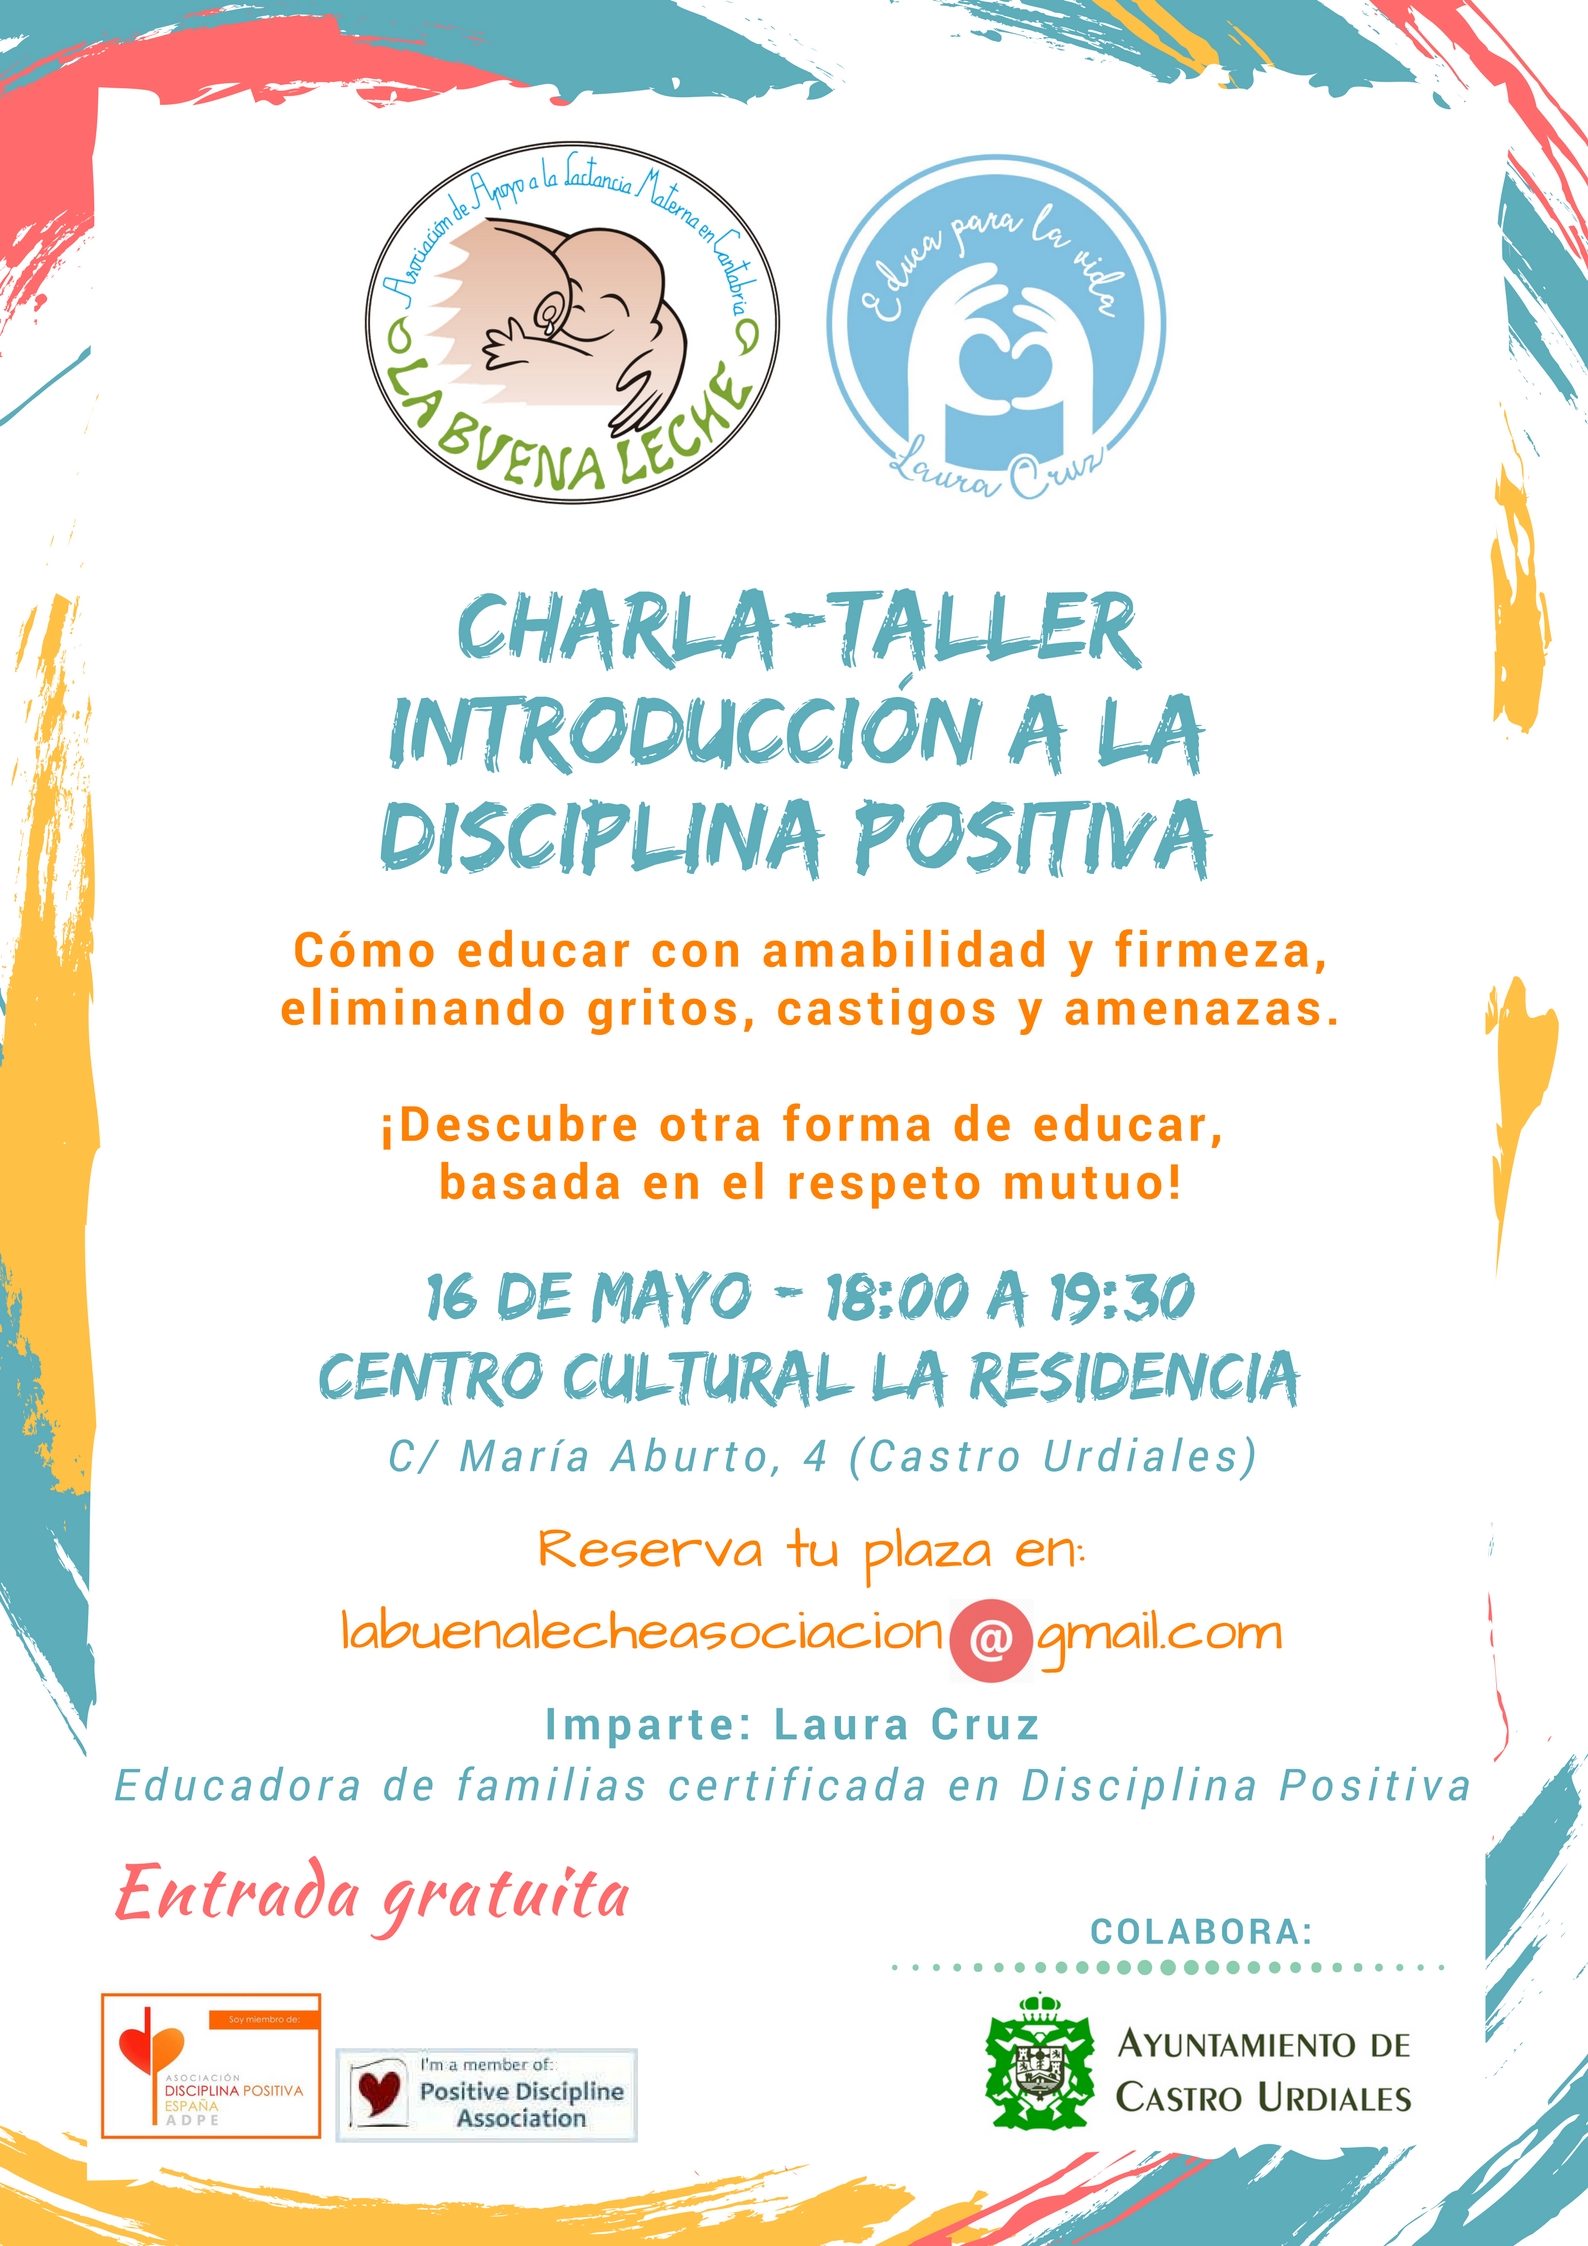 Asociación de Apoyo a la Lactancia Materna en Cantabria
LA BUENA LECHE
Educa para la vida
Laura Cruz
CHARLA-TALLER
INTRODUCCIÓN A LA
DISCIPLINA POSITIVA
Cómo educar con amabilidad y firmeza,
eliminando gritos, castigos y amenazas.
¡Descubre otra forma de educar,
basada en el respeto mutuo!
16 DE MAYO - 18:00 A 19:30
CENTRO CULTURAL LA RESIDENCIA
C/ María Aburto, 4 (Castro Urdiales)
Reserva tu plaza en:
labuenalecheasociacion@gmail.com
Imparte: Laura Cruz
Educadora de familias certificada en Disciplina Positiva
Entrada gratuita
COLABORA:
Soy miembro de:
ASOCIACIÓN
DISCIPLINA POSITIVA
ESPAÑA
ADPE
I'm a member of:
Positive Discipline
Association
AYUNTAMIENTO DE
CASTRO URDIALES